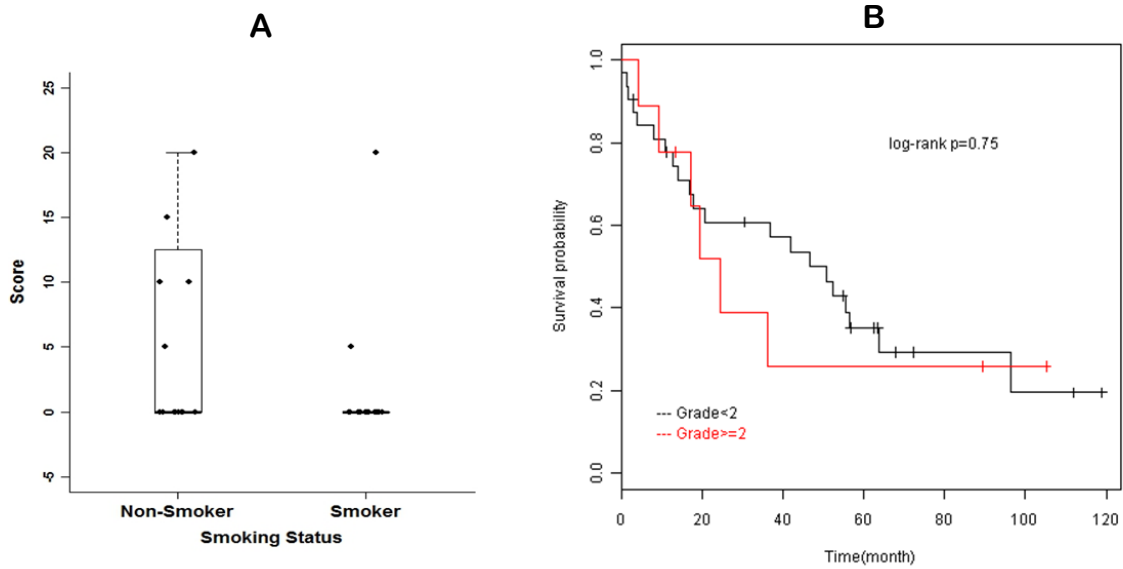 A
Score
25
20
15
10
5
0
-5
Non-Smoker Smoker
Smoking Status
B
Survival probability
1.0
0.8
0.6
0.4
0.2
0.0
log-rank p=0.75
--- Grade<2
--- Grade>=2
0 20 40 60 80 100 120
Time(month)